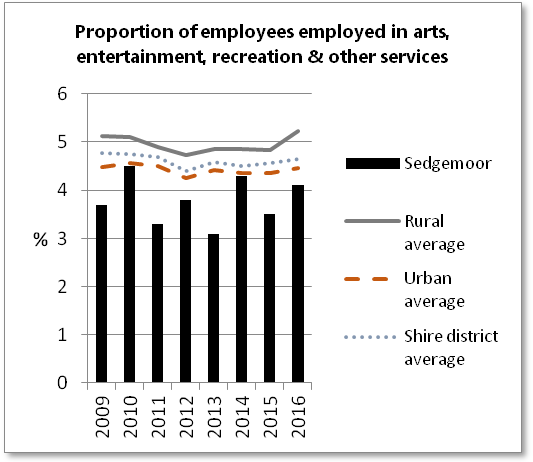 Proportion of employees employed in arts,
entertainment, recreation & other services
6
5
4
3
2
1
0
%
2009
2010
2011
2012
2013
2014
2015
2016
Sedgemoor
Rural
average
Urban
average
Shire district
average